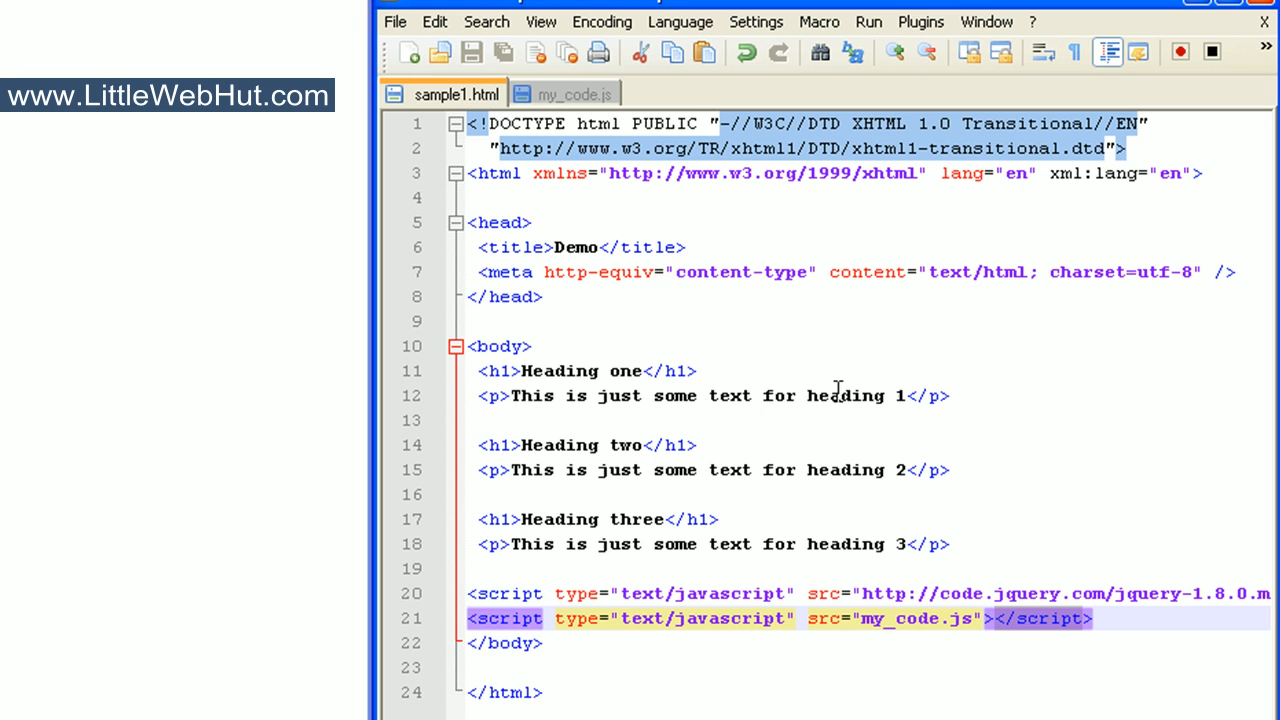 File Edit Search View Encoding Language Settings Macro Run Plugins Window ? X
www.LittleWebHut.com
sample1.html my_code.js
1 <!DOCTYPE html PUBLIC "-//W3C//DTD XHTML 1.0 Transitional//EN"
2 "http://www.w3.org/TR/xhtml1/DTD/xhtml1-transitional.dtd">
3 <html xmlns="http://www.w3.org/1999/xhtml" lang="en" xml:lang="en">
4
5 <head>
6 <title>Demo</title>
7 <meta http-equiv="content-type" content="text/html; charset=utf-8" />
8 </head>
9
10 <body>
11 <h1>Heading one</h1>
12 <p>This is just some text for heading 1</p>
13
14 <h1>Heading two</h1>
15 <p>This is just some text for heading 2</p>
16
17 <h1>Heading three</h1>
18 <p>This is just some text for heading 3</p>
19
20 <script type="text/javascript" src="http://code.jquery.com/jquery-1.8.0.m
21 <script type="text/javascript" src="my_code.js"></script>
22 </body>
23
24 </html>